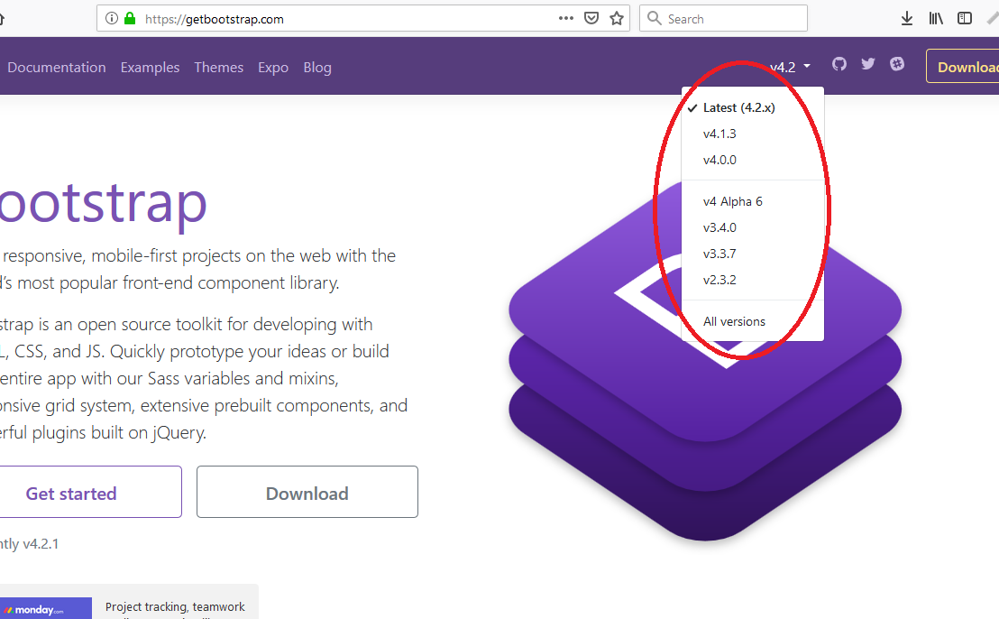 https://getbootstrap.com
Search
Documentation Examples Themes Expo Blog
v4.2
Downloa
Latest (4.2.x)
v4.1.3
v4.0.0
v4 Alpha 6
v3.4.0
v3.3.7
v2.3.2
All versions
ootstrap
responsive, mobile-first projects on the web with the
d's most popular front-end component library.
strap is an open source toolkit for developing with
L, CSS, and JS. Quickly prototype your ideas or build
entire app with our Sass variables and mixins,
onsive grid system, extensive prebuilt components, and
erful plugins built on jQuery.
Get started
Download
ntly v4.2.1
monday.com
Project tracking, teamwork